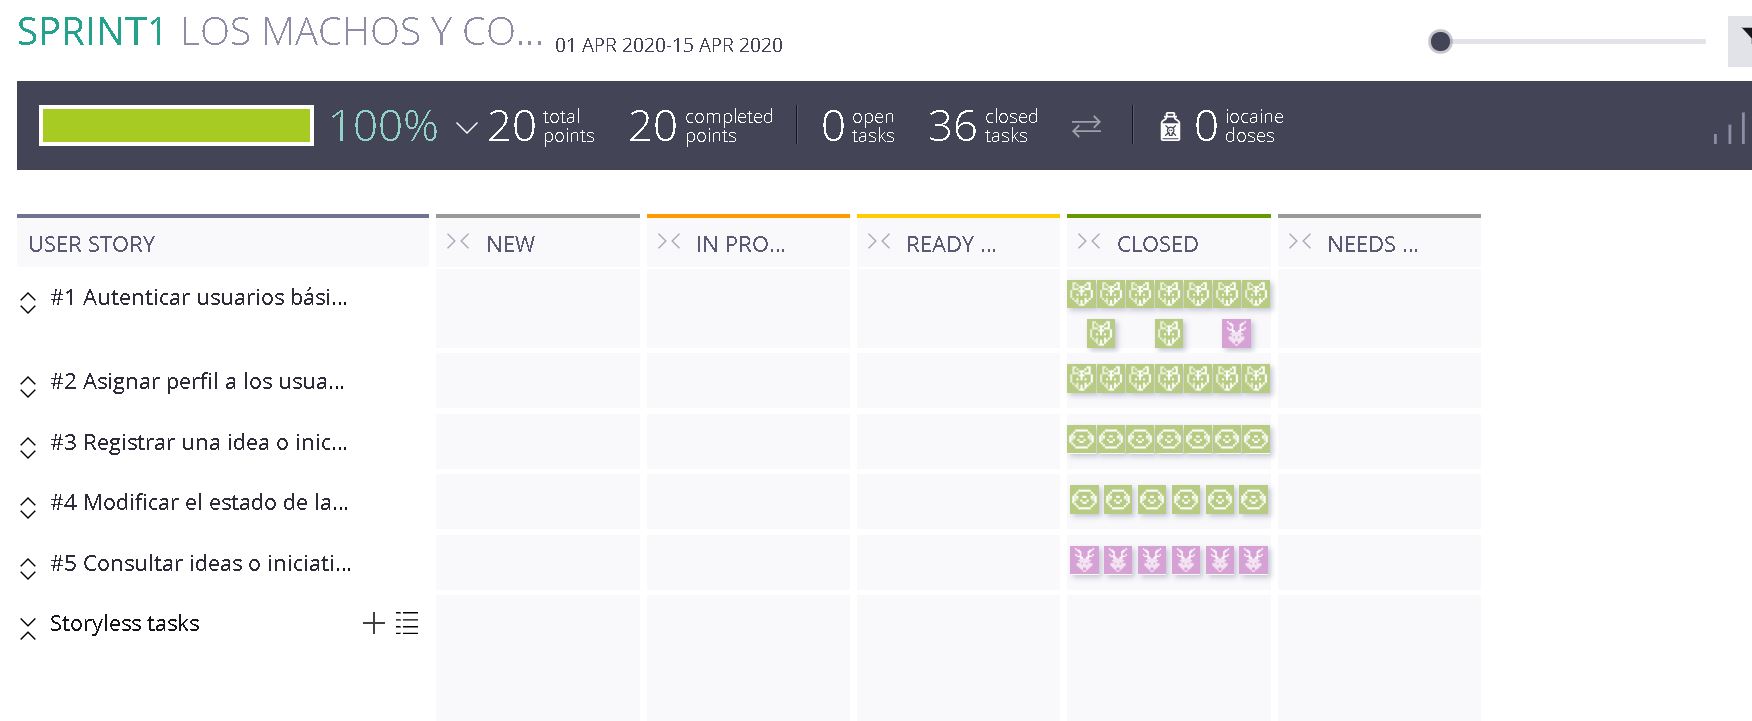 SPRINT1 LOS MACHOS Y CO... 01 APR 2020-15 APR 2020
100% 20 total points 20 completed points 0 open tasks 36 closed tasks 0 iocaine doses
USER STORY NEW IN PRO... READY ... CLOSED NEEDS ...
#1 Autenticar usuarios bási...
#2 Asignar perfil a los usua...
#3 Registrar una idea o inic...
#4 Modificar el estado de la...
#5 Consultar ideas o iniciati...
Storyless tasks